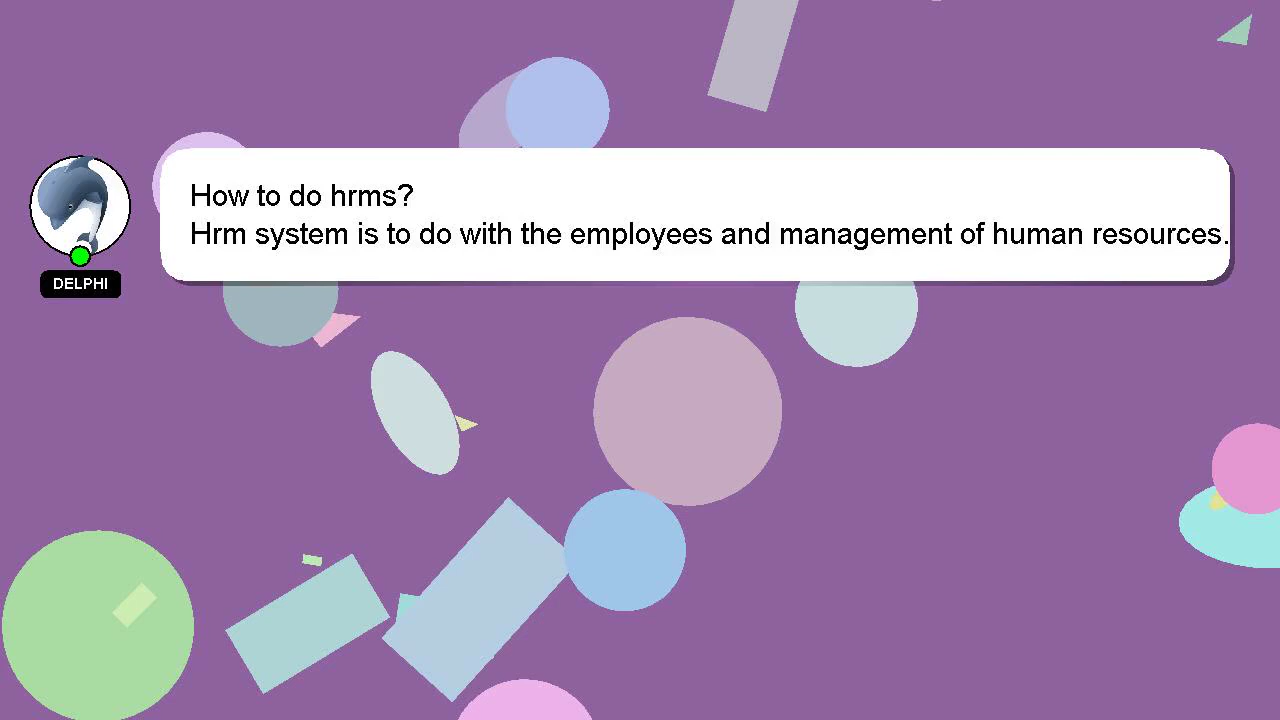 How to do hrms?
Hrm system is to do with the employees and management of human resources.
DELPHI